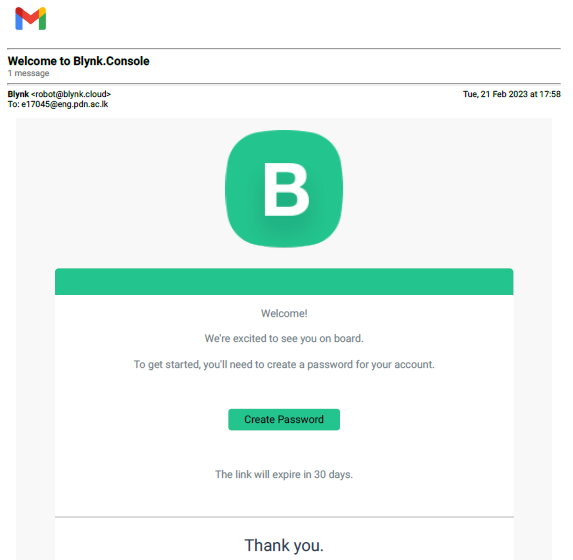 Welcome to Blynk.Console
1 message
Blynk <robot@blynk.cloud> Tue, 21 Feb 2023 at 17:58
To: e17045@eng.pdn.ac.lk
B
Welcome!
We're excited to see you on board.
To get started, you'll need to create a password for your account.
Create Password
The link will expire in 30 days.
Thank you.